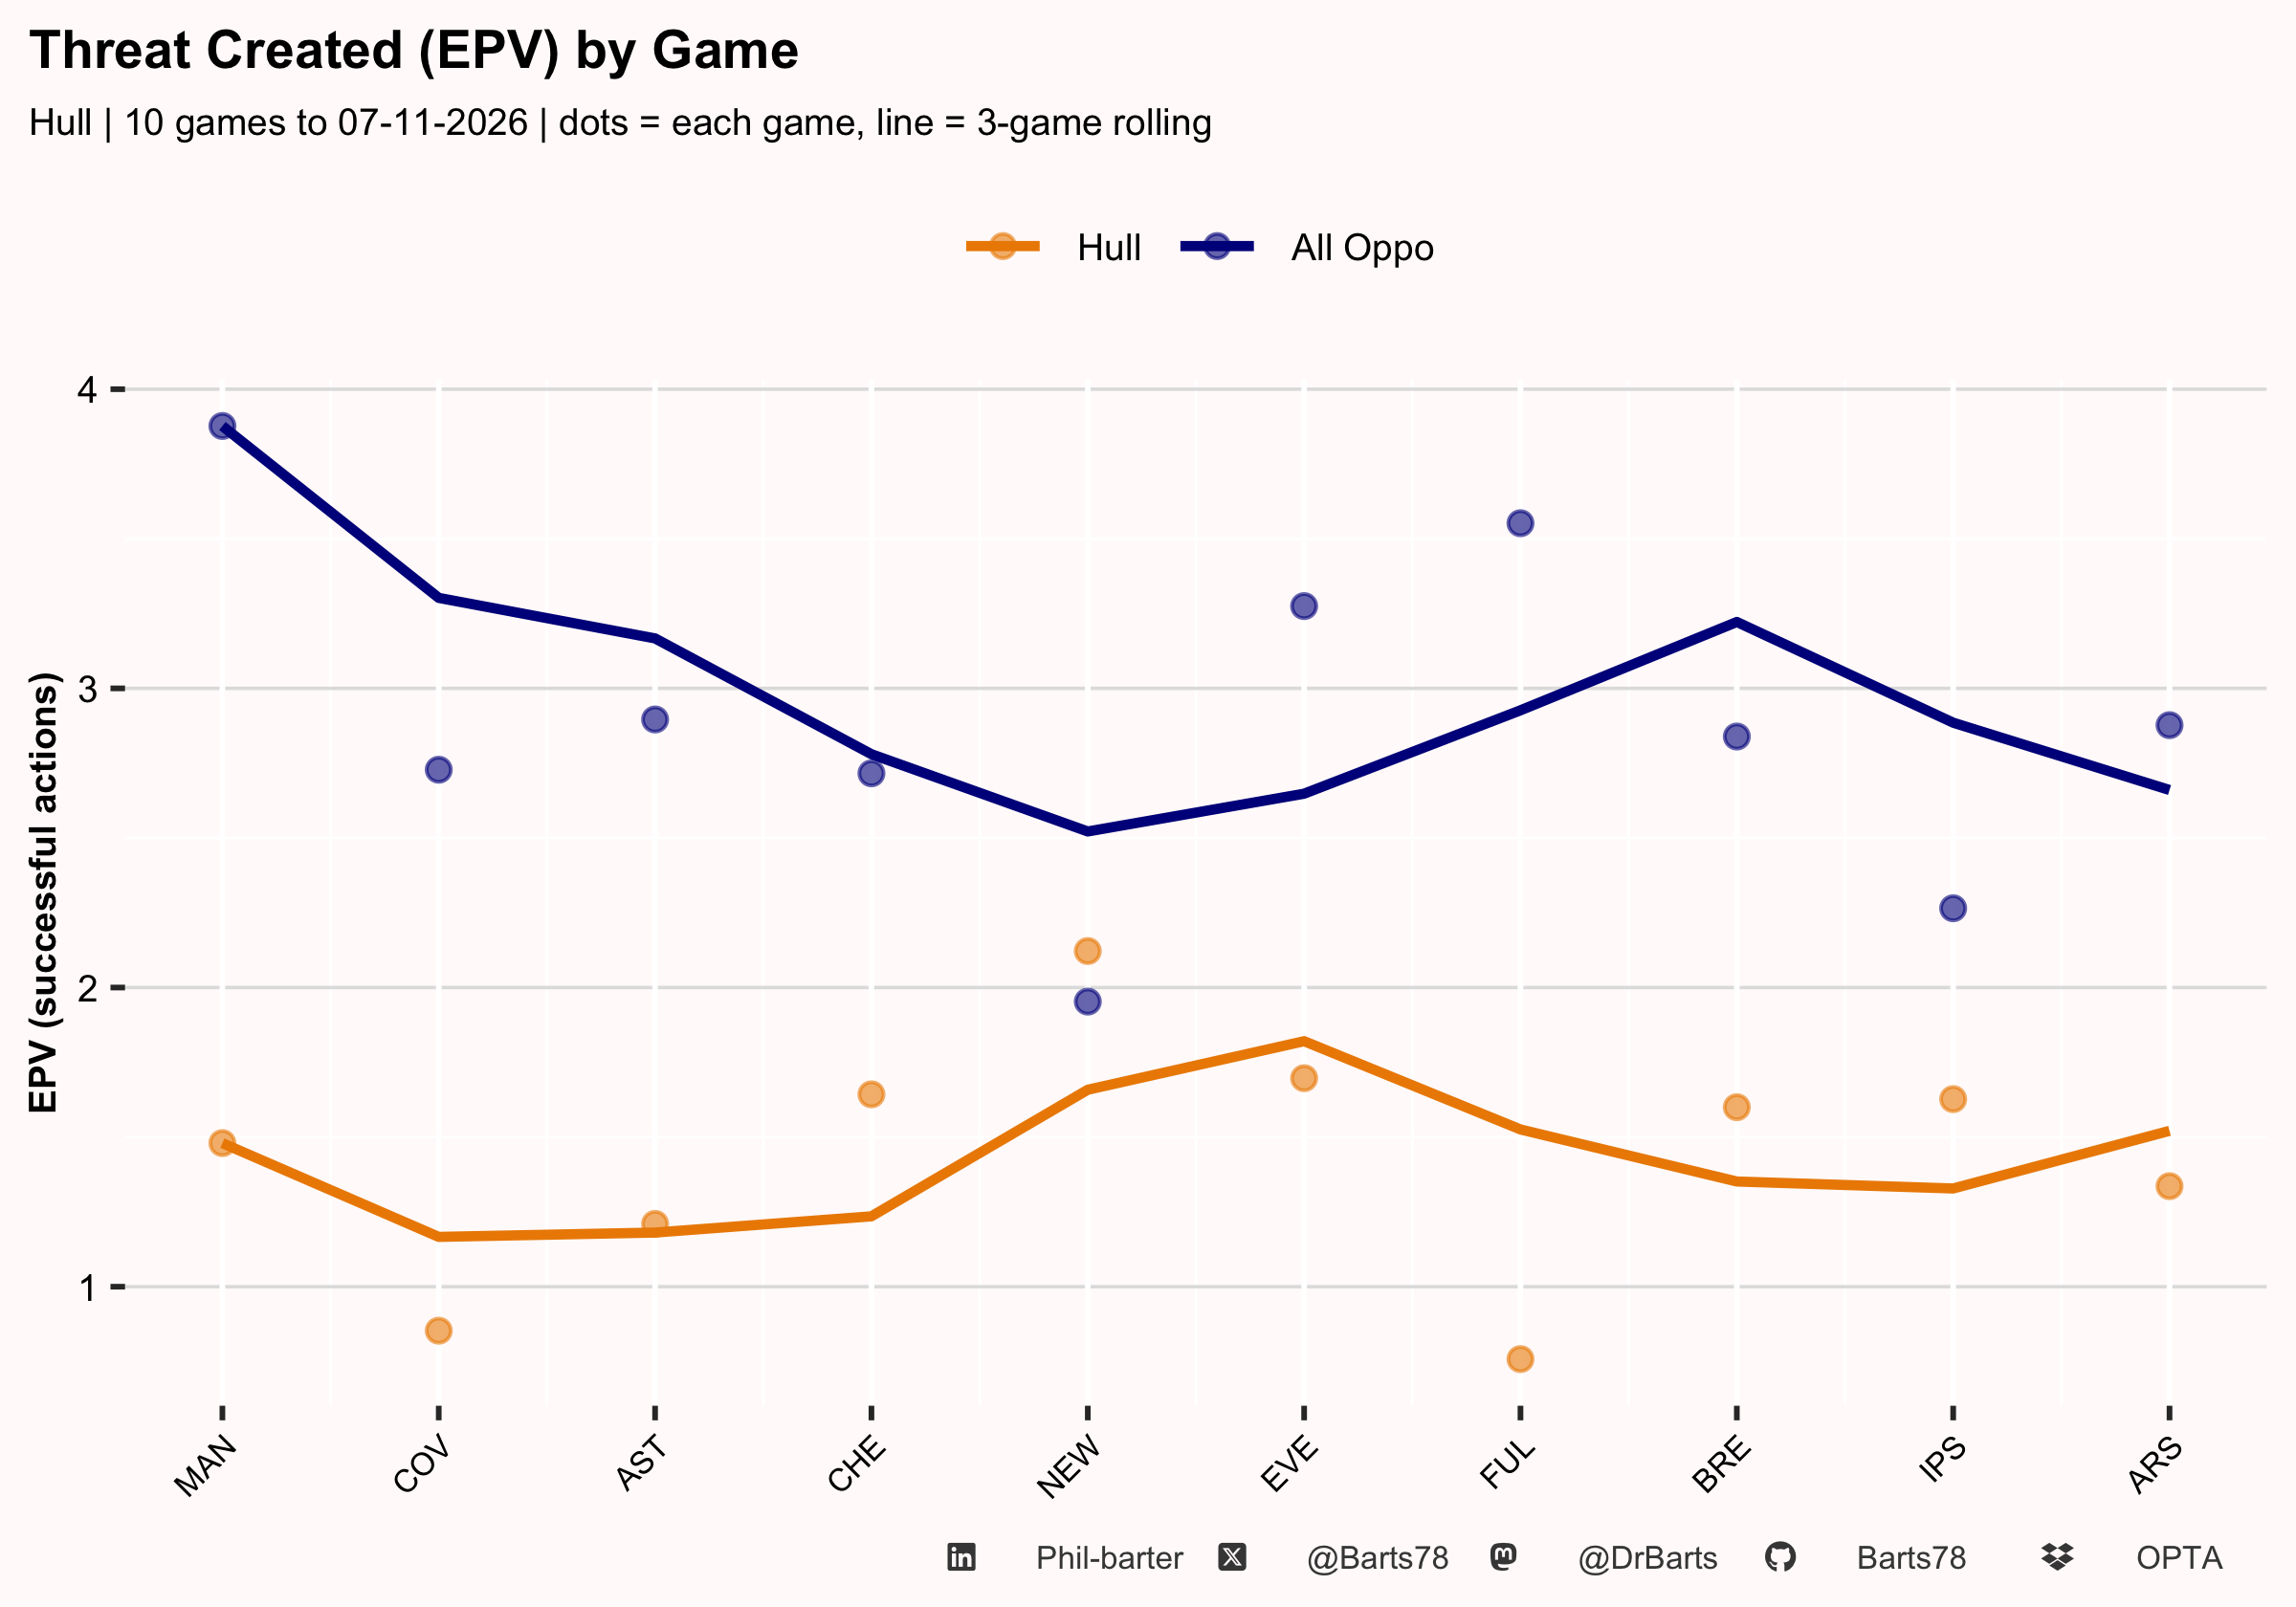 Threat Created (EPV) by Game
Hull | 10 games to 07-11-2026 | dots = each game, line = 3-game rolling
Hull All Oppo
EPV (successful actions)
4
3
2
1
MAN COV AST CHE NEW EVE FUL BRE IPS ARS
Phil-barter @Barts78 @DrBarts Barts78 OPTA